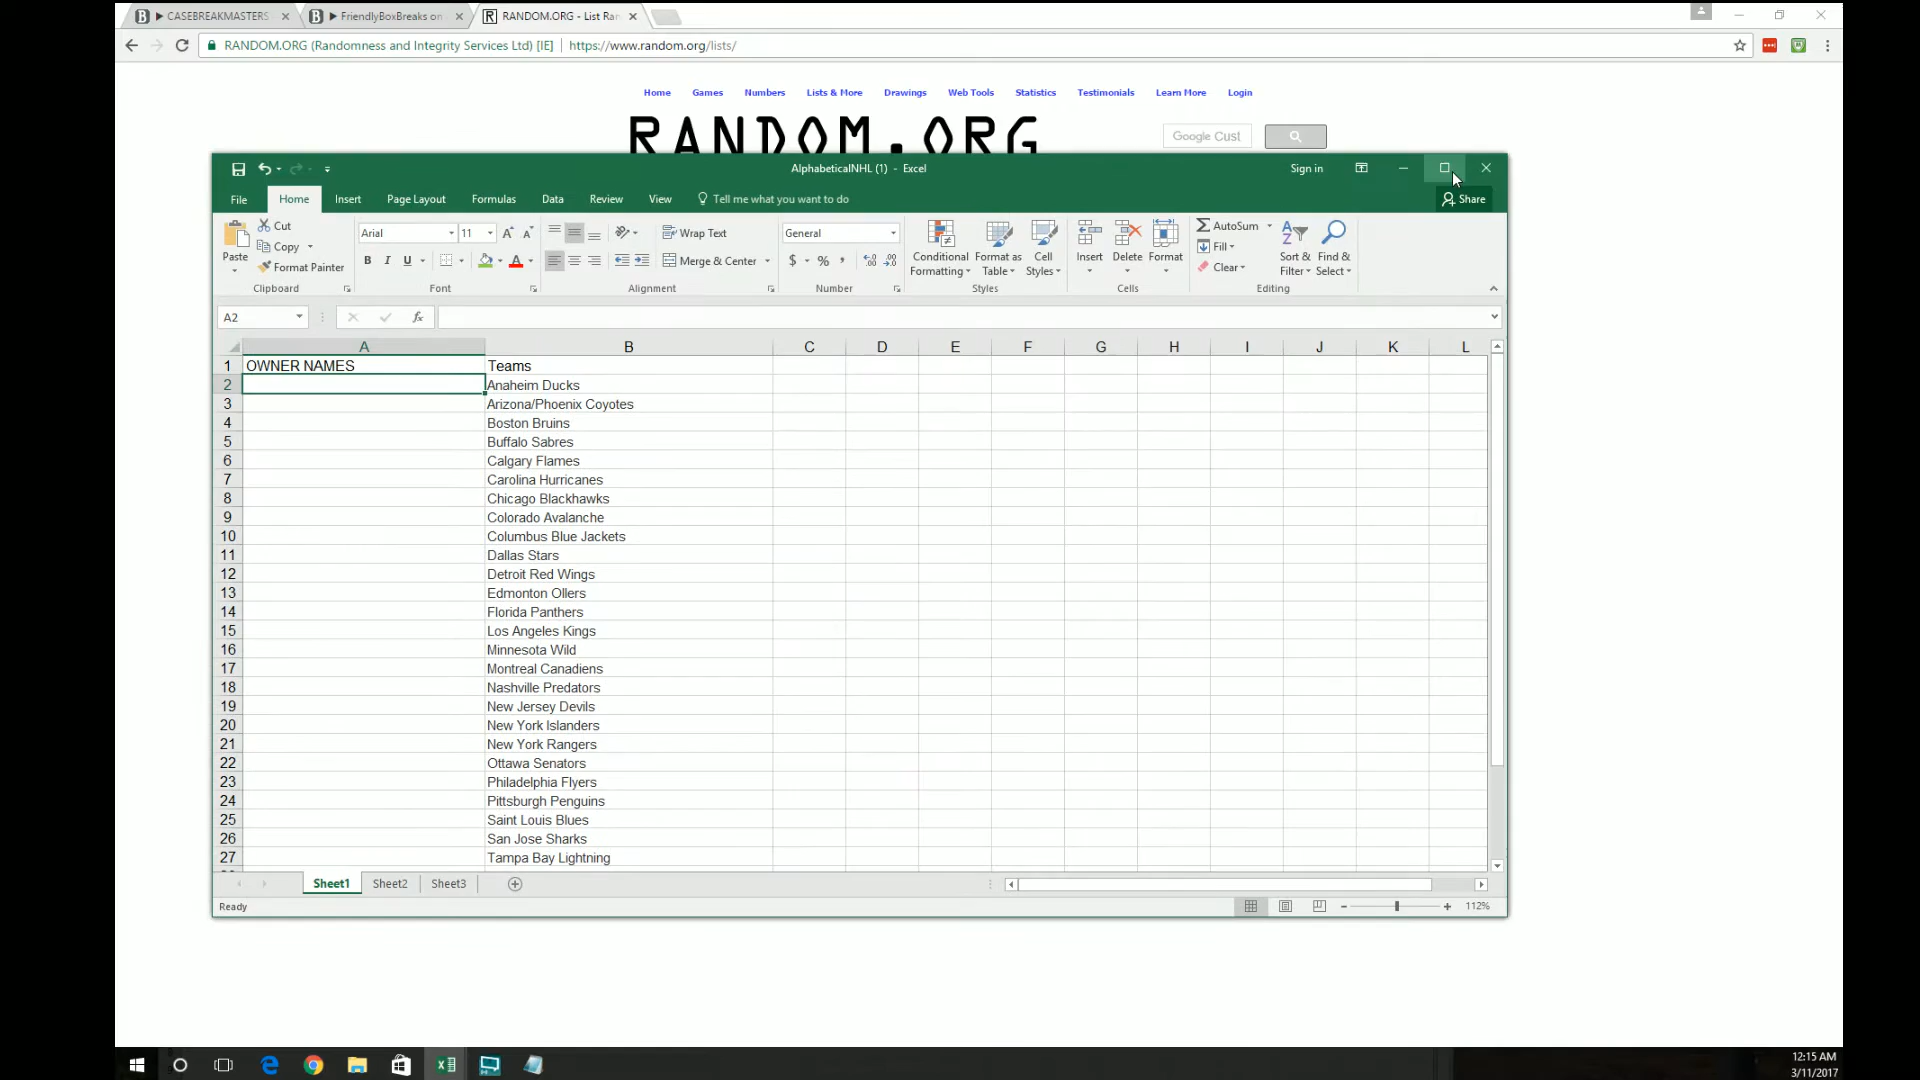 ▶ CASEBREAKMASTERS
▶ FriendlyBoxBreaks on
RANDOM.ORG - List Ran
RANDOM.ORG (Randomness and Integrity Services Ltd) [IE] https://www.random.org/lists/
Home Games Numbers Lists & More Drawings Web Tools Statistics Testimonials Learn More Login
RANDOM.ORG
Google Cust
AlphabeticalNHL (1) - Excel
Sign in
File Home Insert Page Layout Formulas Data Review View Tell me what you want to do Share
Paste
Cut
Copy
Format Painter
Clipboard
Arial 11
B I U
Font
Wrap Text
Merge & Center
Alignment
General
$ % ,
Number
Conditional Formatting
Format as Table
Cell Styles
Styles
Insert Delete Format
Cells
AutoSum
Fill
Clear
Sort & Filter
Find & Select
Editing
A2 fx
A B C D E F G H I J K L
1 OWNER NAMES Teams
2 Anaheim Ducks
3 Arizona/Phoenix Coyotes
4 Boston Bruins
5 Buffalo Sabres
6 Calgary Flames
7 Carolina Hurricanes
8 Chicago Blackhawks
9 Colorado Avalanche
10 Columbus Blue Jackets
11 Dallas Stars
12 Detroit Red Wings
13 Edmonton Ollers
14 Florida Panthers
15 Los Angeles Kings
16 Minnesota Wild
17 Montreal Canadiens
18 Nashville Predators
19 New Jersey Devils
20 New York Islanders
21 New York Rangers
22 Ottawa Senators
23 Philadelphia Flyers
24 Pittsburgh Penguins
25 Saint Louis Blues
26 San Jose Sharks
27 Tampa Bay Lightning
Sheet1 Sheet2 Sheet3
Ready
112%
12:15 AM
3/11/2017